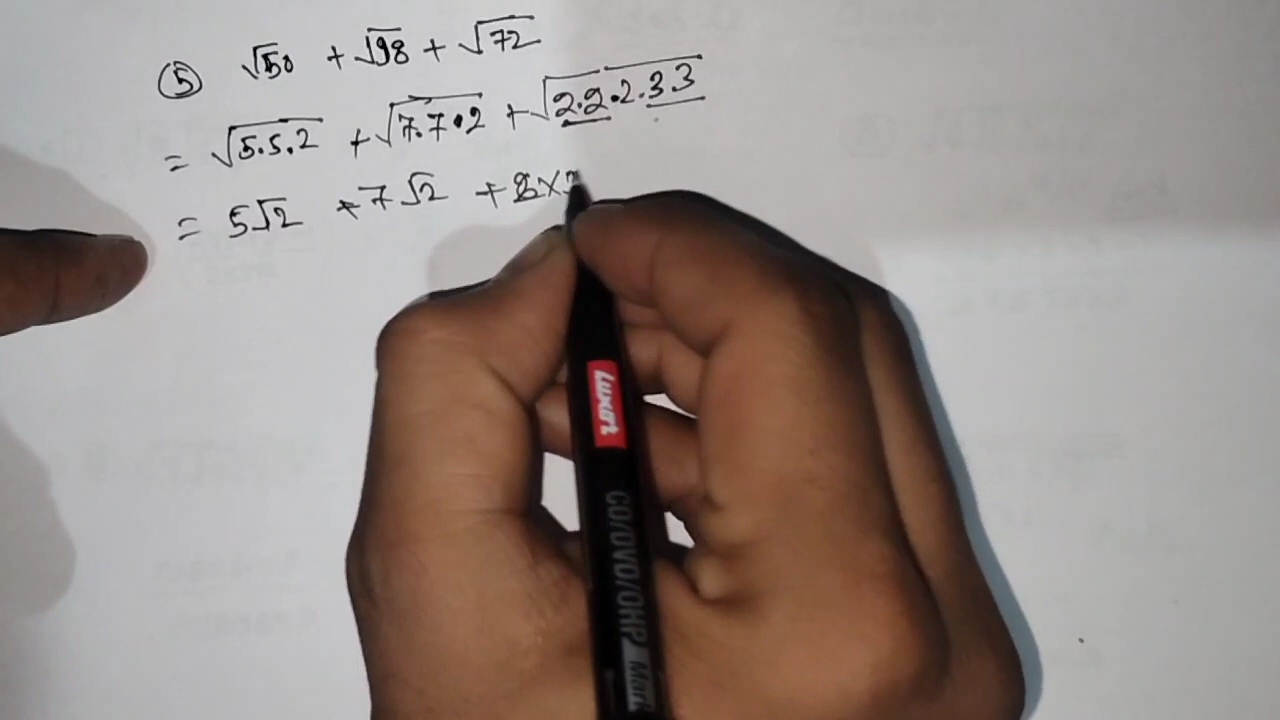 ⑤ √50 + √98 + √72
= √5.5.2 + √7.7.2 + √2.2.2.3.3
= 5√2 + 7√2 + 2×3
Luxor
CD/DVD/OHP Mar